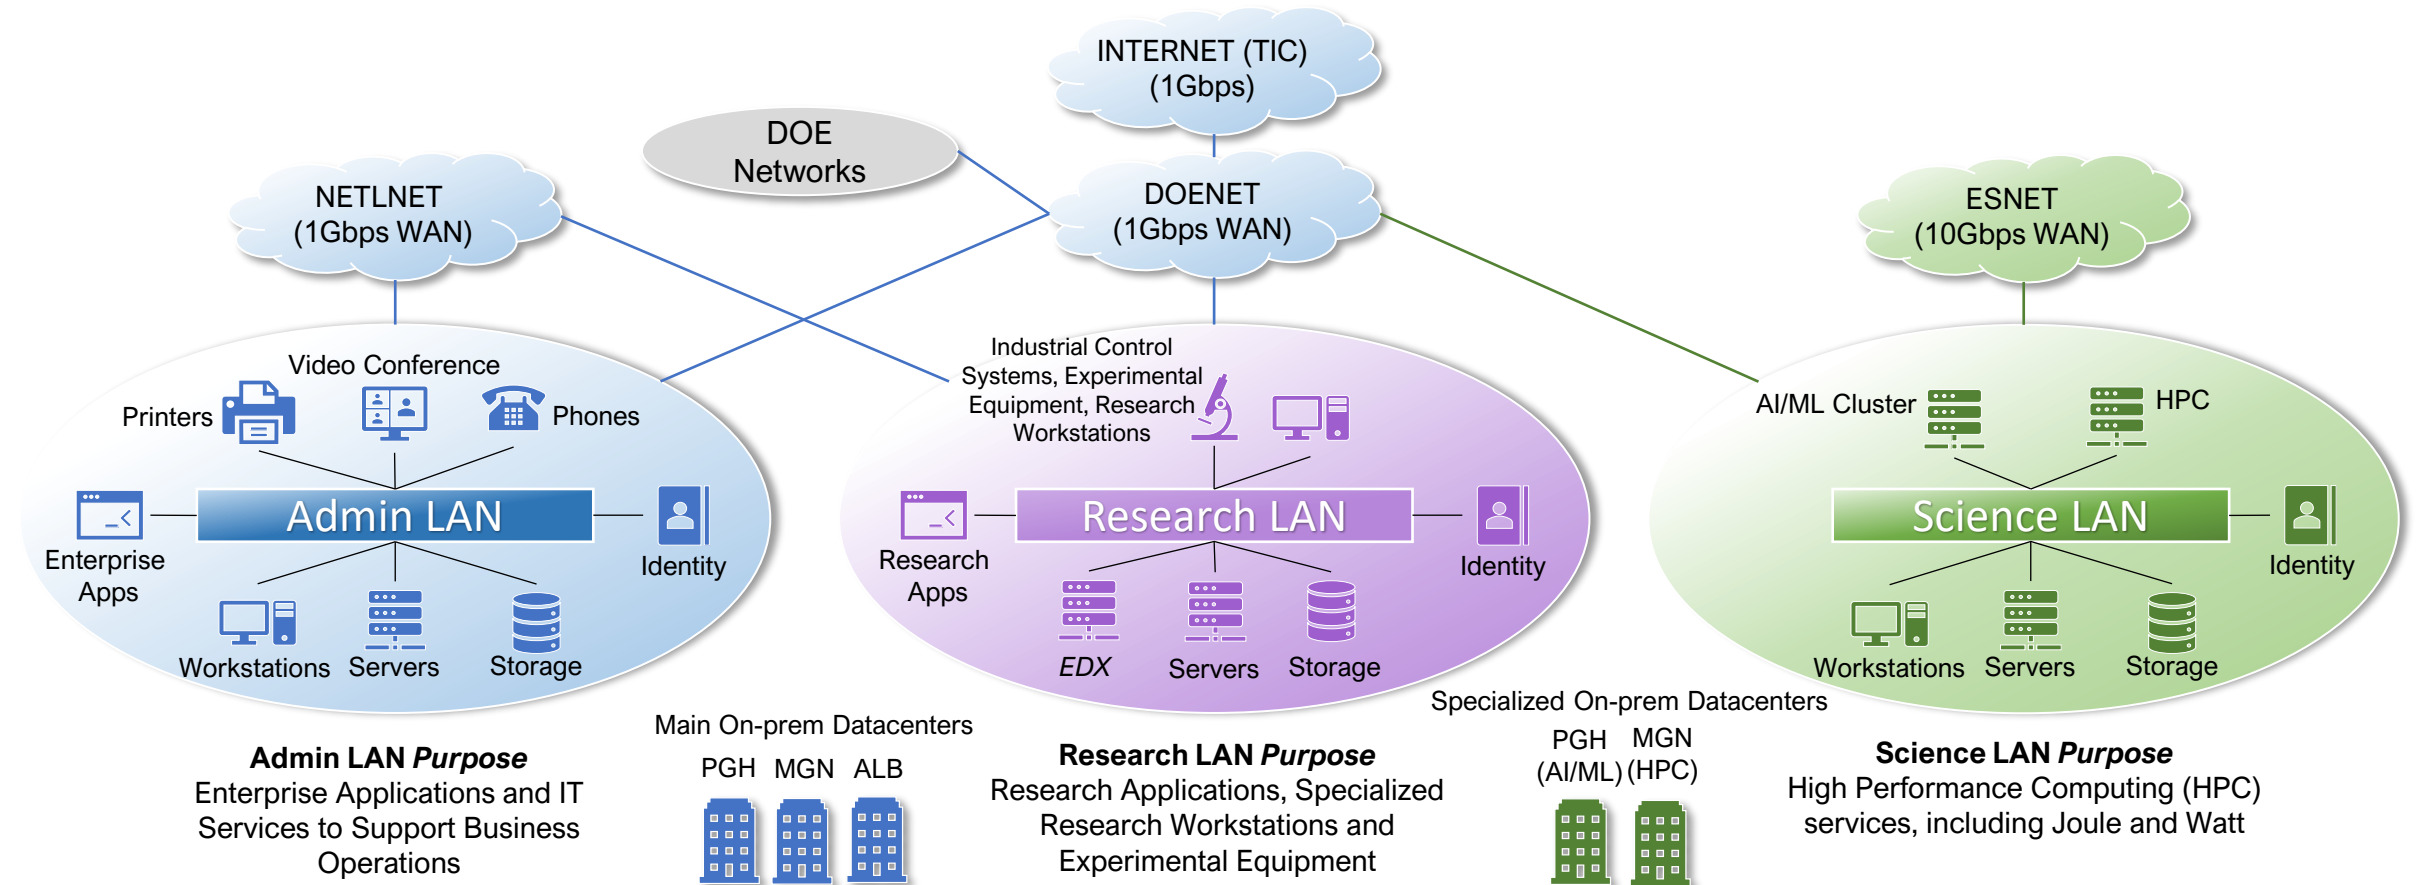 INTERNET (TIC)
(1Gbps)
DOE
Networks
NETLNET
(1Gbps WAN)
DOENET
(1Gbps WAN)
ESNET
(10Gbps WAN)
Video Conference
Printers
Phones
Admin LAN
Enterprise
Apps
Identity
Workstations
Servers
Storage
Industrial Control
Systems, Experimental
Equipment, Research
Workstations
Research LAN
Research
Apps
Identity
EDX
Servers
Storage
AI/ML Cluster
HPC
Science LAN
Identity
Workstations
Servers
Storage
Admin LAN Purpose
Enterprise Applications and IT
Services to Support Business
Operations
Main On-prem Datacenters
PGH MGN ALB
Research LAN Purpose
Research Applications, Specialized
Research Workstations and
Experimental Equipment
Specialized On-prem Datacenters
PGH
(AI/ML)
MGN
(HPC)
Science LAN Purpose
High Performance Computing (HPC)
services, including Joule and Watt